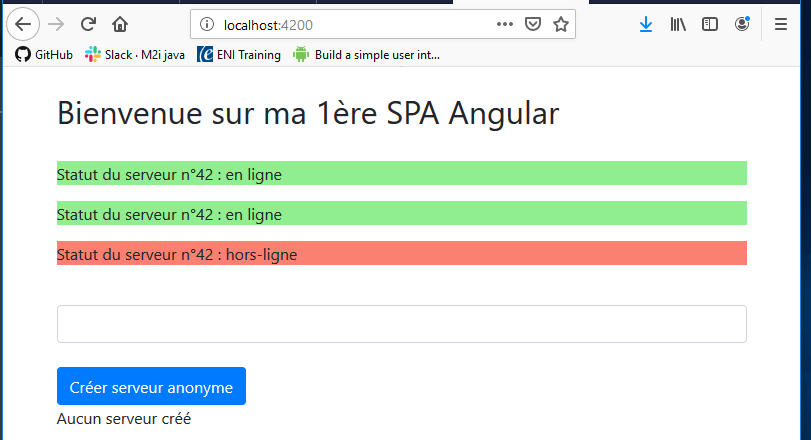 localhost:4200
GitHub
Slack · M2i java
ENI Training
Build a simple user int...
Bienvenue sur ma 1ère SPA Angular
Statut du serveur n°42 : en ligne
Statut du serveur n°42 : en ligne
Statut du serveur n°42 : hors-ligne
Créer serveur anonyme
Aucun serveur créé